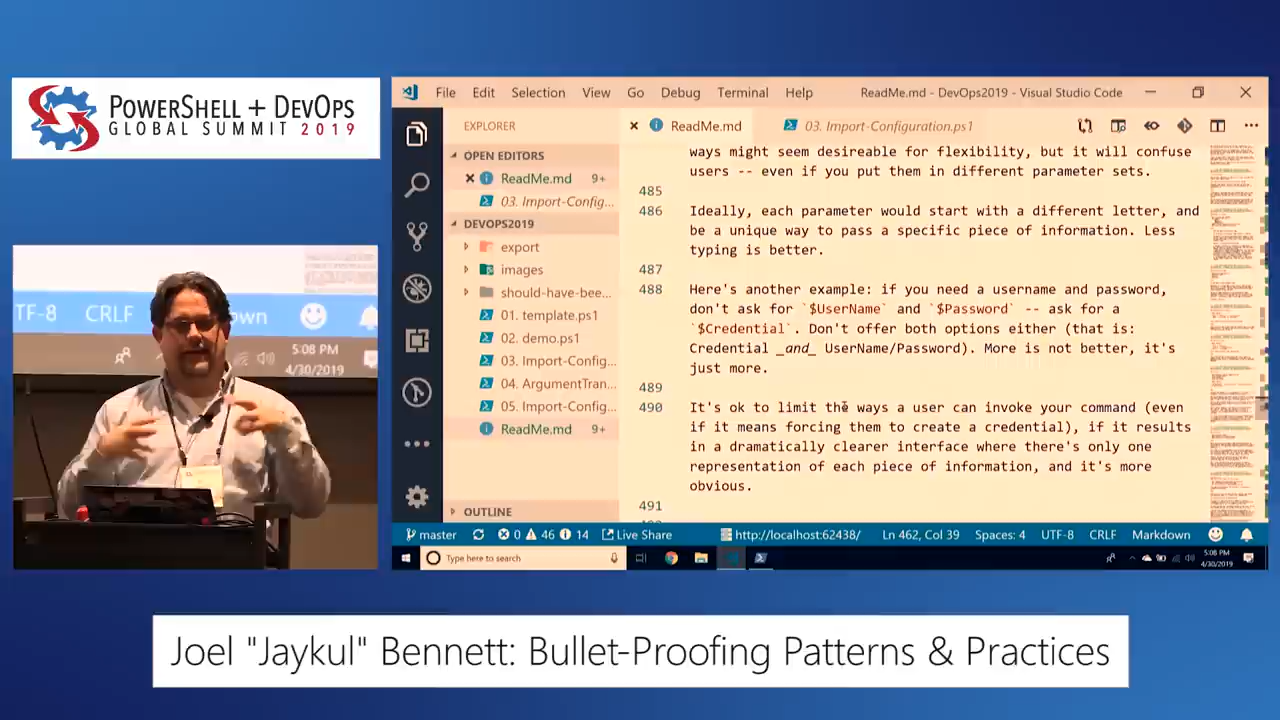 POWERSHELL + DEVOPS
GLOBAL SUMMIT 2019
File Edit Selection View Go Debug Terminal Help
ReadMe.md - DevOps2019 - Visual Studio Code
EXPLORER
OPEN EDITORS
ReadMe.md 9+
03. Import-Config...
DEVOPS2019
export
images
should-have-bee...
01. template.ps1
02. demo.ps1
03. Import-Config...
04. ArgumentTran...
05. Import-Config...
ReadMe.md 9+
OUTLINE
ReadMe.md
03. Import-Configuration.ps1
ways might seem desireable for flexibility, but it will confuse
users -- even if you put them in different parameter sets.
485
486 Ideally, each parameter would start with a different letter, and
be a unique way to pass a specific piece of information. Less
typing is better.
487
488 Here's another example: if you need a username and password,
don't ask for `$UserName` and `$Password` -- ask for a
`$Credential`. Don't offer both options either (that is:
Credential _and_ UserName/Password). More is not better, it's
just more.
489
490 It's ok to limit the ways a user can invoke your command (even
if it means forcing them to create a credential), if it results
in a dramatically clearer interface where there's only one
representation of each piece of information, and it's more
obvious.
491
master 0 46 14 Live Share http://localhost:62438/ Ln 462, Col 39 Spaces: 4 UTF-8 CRLF Markdown
Type here to search
5:08 PM
4/30/2019
TF-8 CRLF
down
5:08 PM
4/30/2019
Joel "Jaykul" Bennett: Bullet-Proofing Patterns & Practices